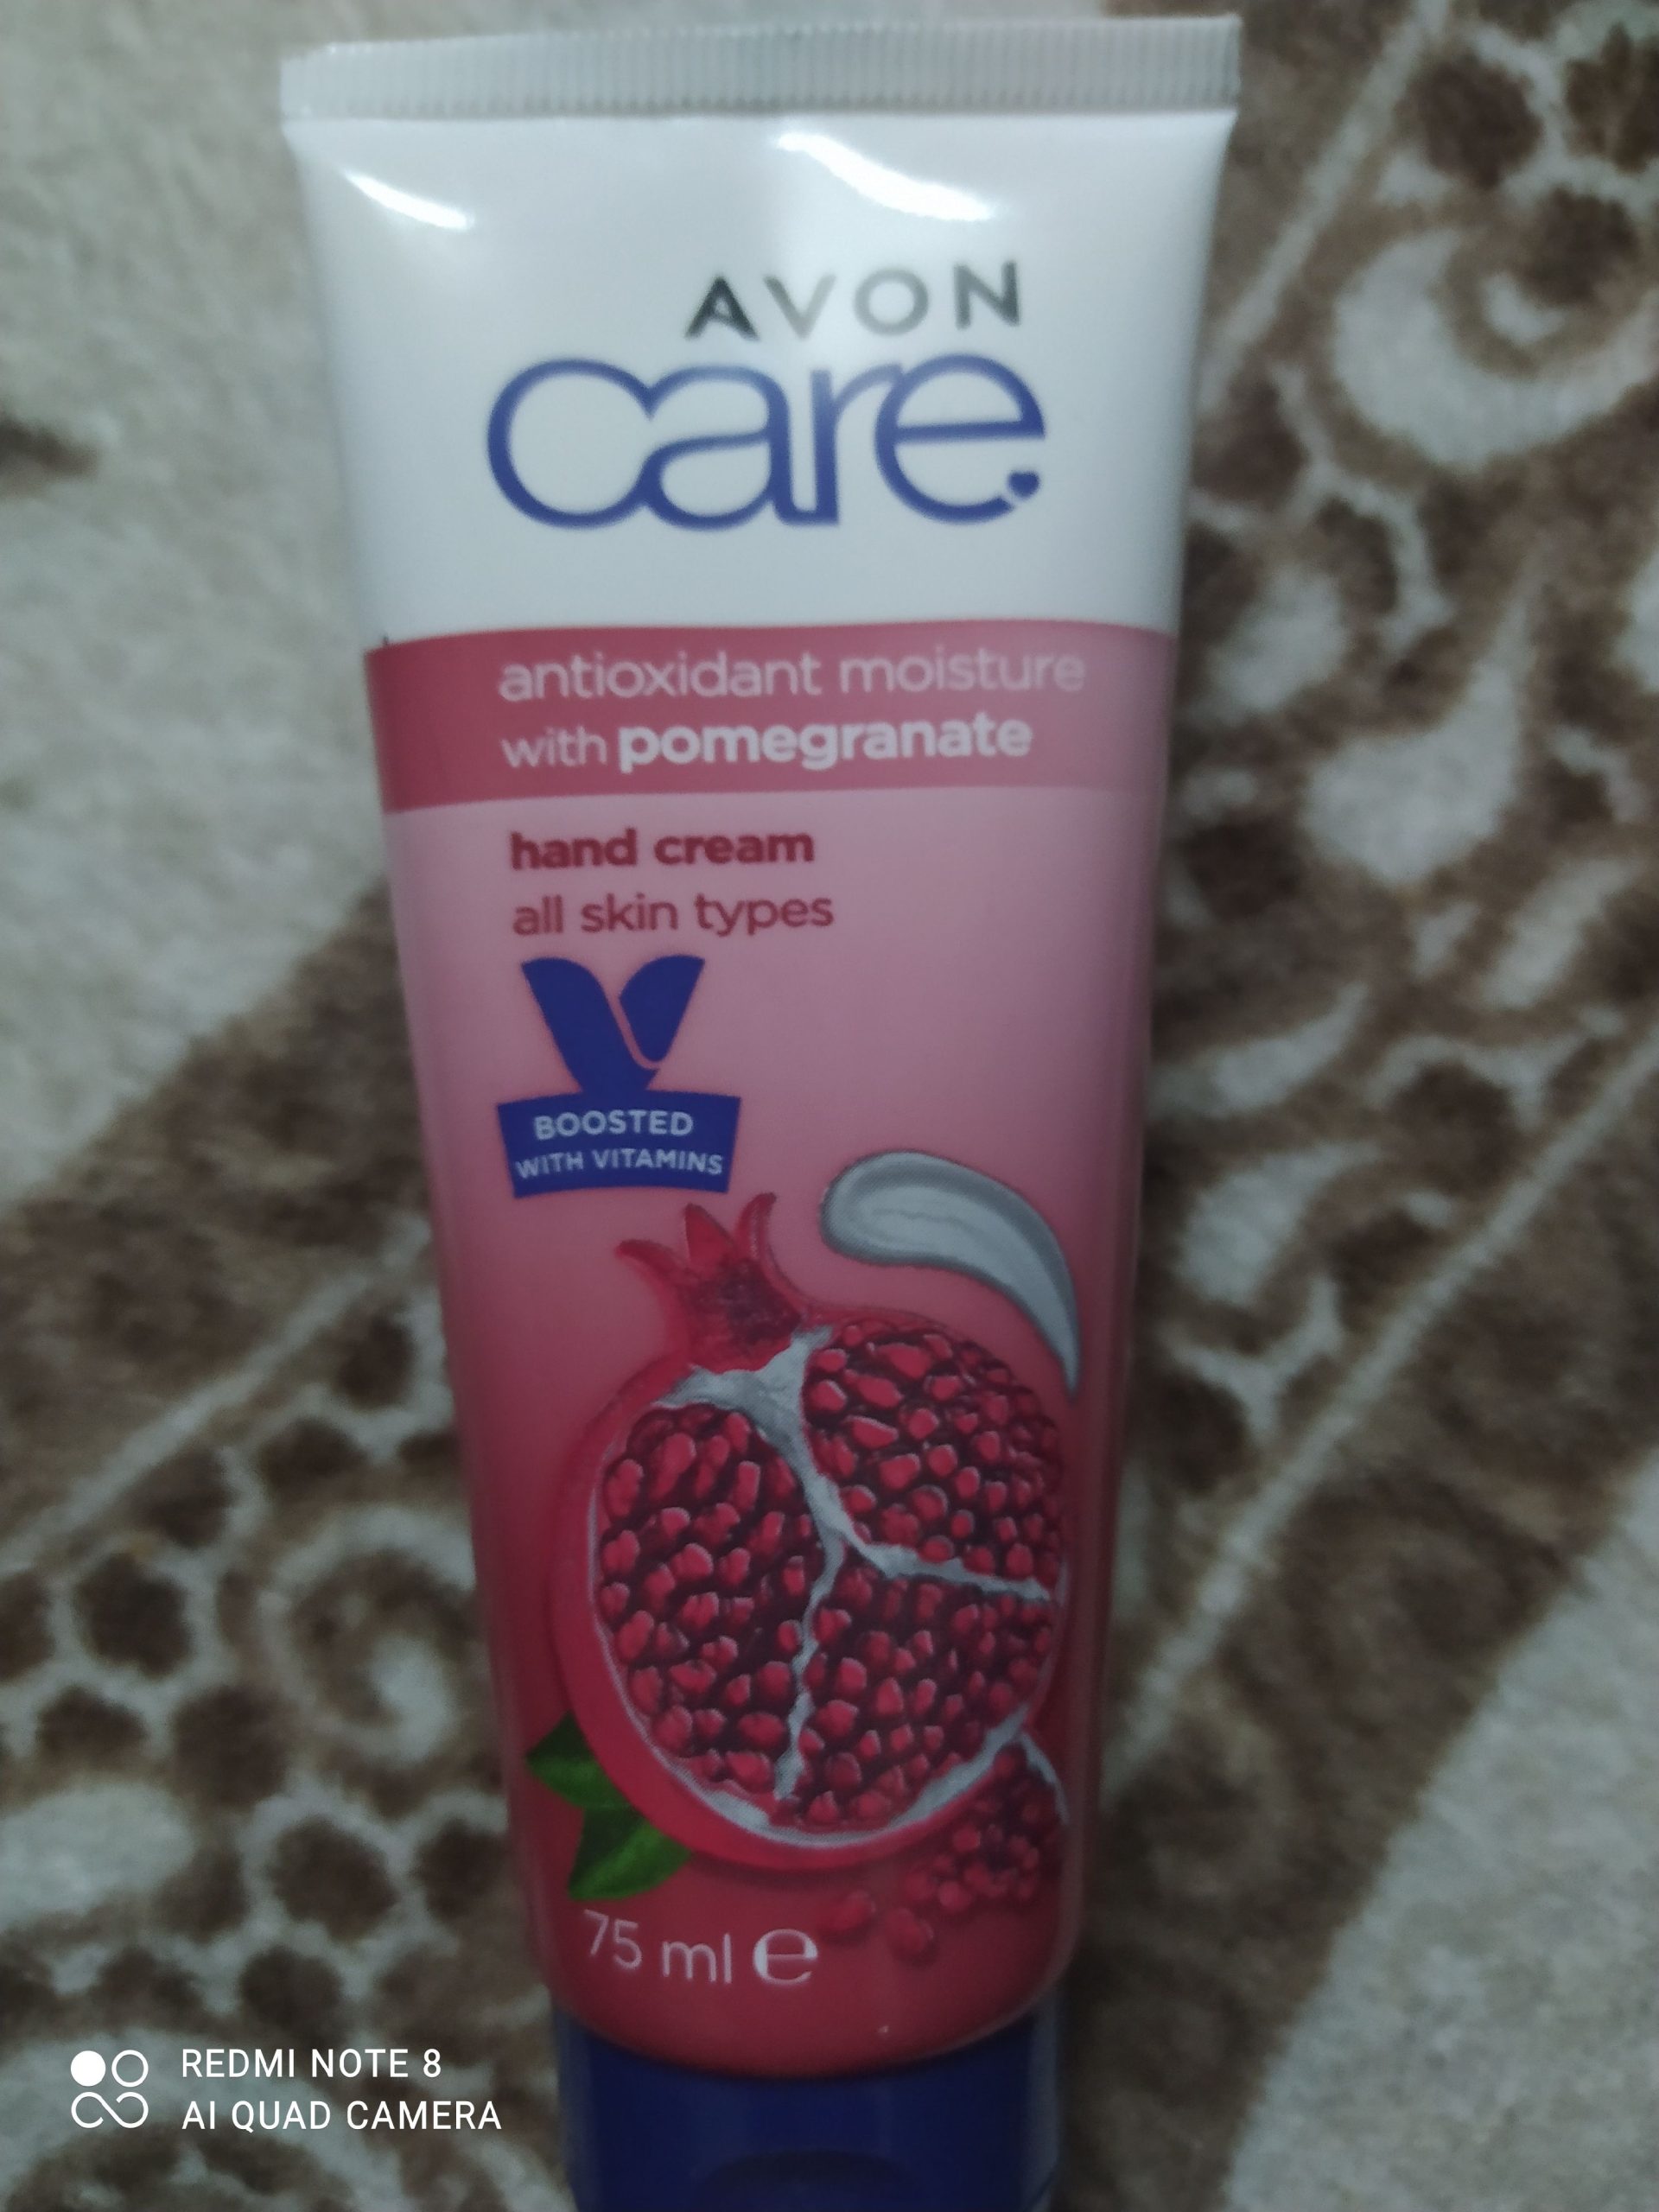 AVON
care
antioxidant moisture
with pomegranate
hand cream
all skin types
BOOSTED
WITH VITAMINS
75 ml e
REDMI NOTE 8
AI QUAD CAMERA